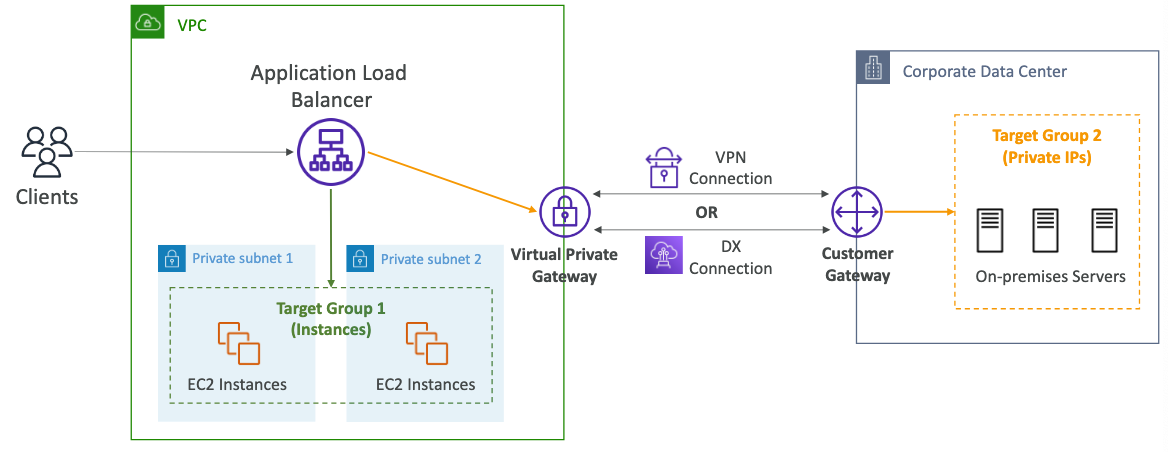 VPC
Application Load
Balancer
Clients
Private subnet 1
Private subnet 2
Target Group 1
(Instances)
EC2 Instances
EC2 Instances
Virtual Private
Gateway
VPN
Connection
OR
DX
Connection
Customer
Gateway
Corporate Data Center
Target Group 2
(Private IPs)
On-premises Servers